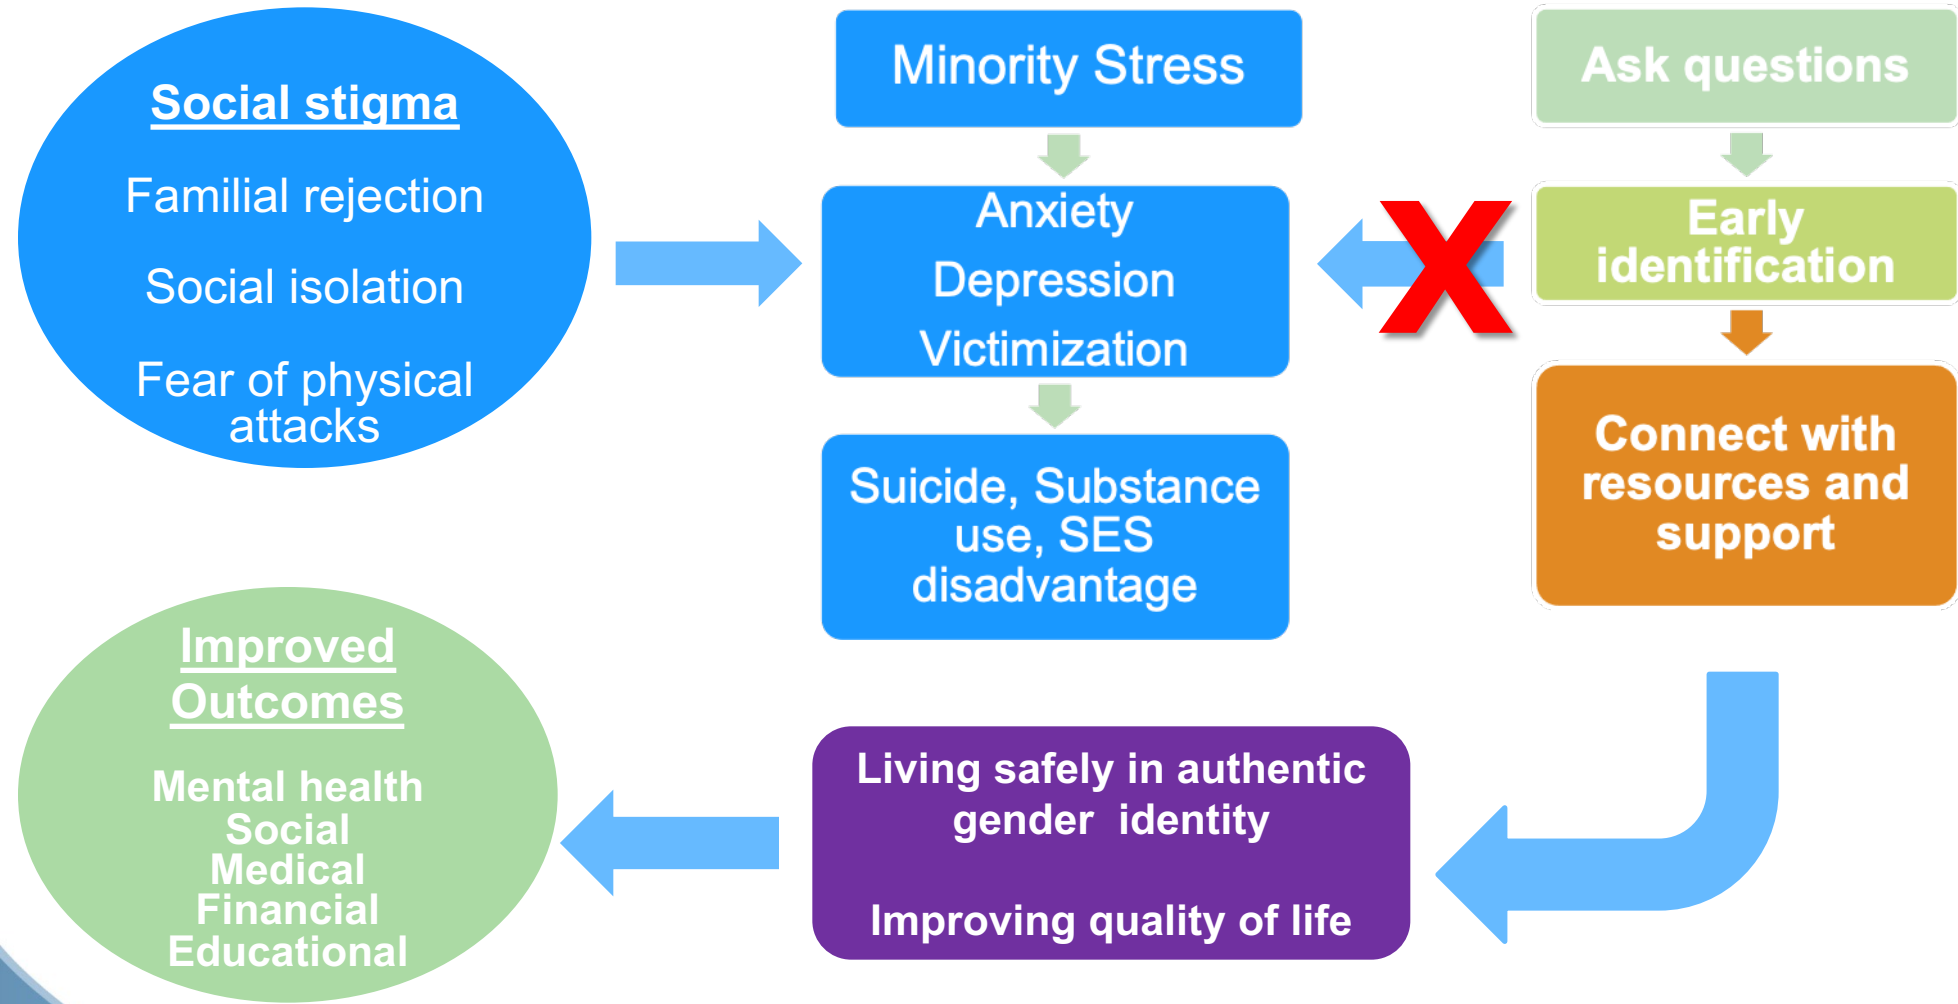 Social stigma
Familial rejection
Social isolation
Fear of physical
attacks
Minority Stress
Anxiety
Depression
Victimization
Suicide, Substance
use, SES
disadvantage
X
Ask questions
Early
identification
Connect with
resources and
support
Living safely in authentic
gender identity
Improving quality of life
Improved
Outcomes
Mental health
Social
Medical
Financial
Educational